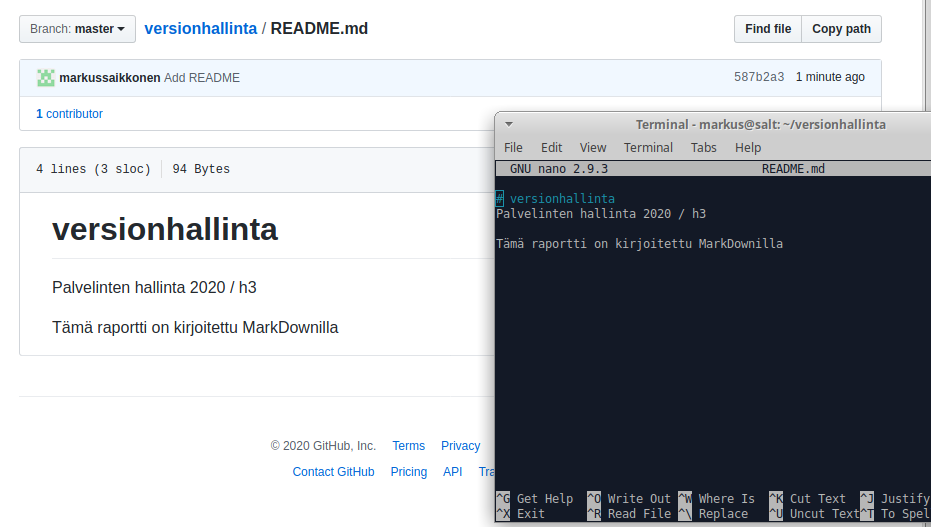 Branch: master versionhallinta / README.md Find file Copy path
markussaikkonen Add README 587b2a3 1 minute ago
1 contributor
4 lines (3 sloc) 94 Bytes
versionhallinta
Palvelinten hallinta 2020 / h3
Tämä raportti on kirjoitettu MarkDownilla
© 2020 GitHub, Inc. Terms Privacy
Contact GitHub Pricing API Tra
Terminal - markus@salt: ~/versionhallinta
File Edit View Terminal Tabs Help
GNU nano 2.9.3 README.md
# versionhallinta
Palvelinten hallinta 2020 / h3
Tämä raportti on kirjoitettu MarkDownilla
^G Get Help ^O Write Out ^W Where Is ^K Cut Text ^J Justify
^X Exit ^R Read File ^\ Replace ^U Uncut Text ^T To Spel